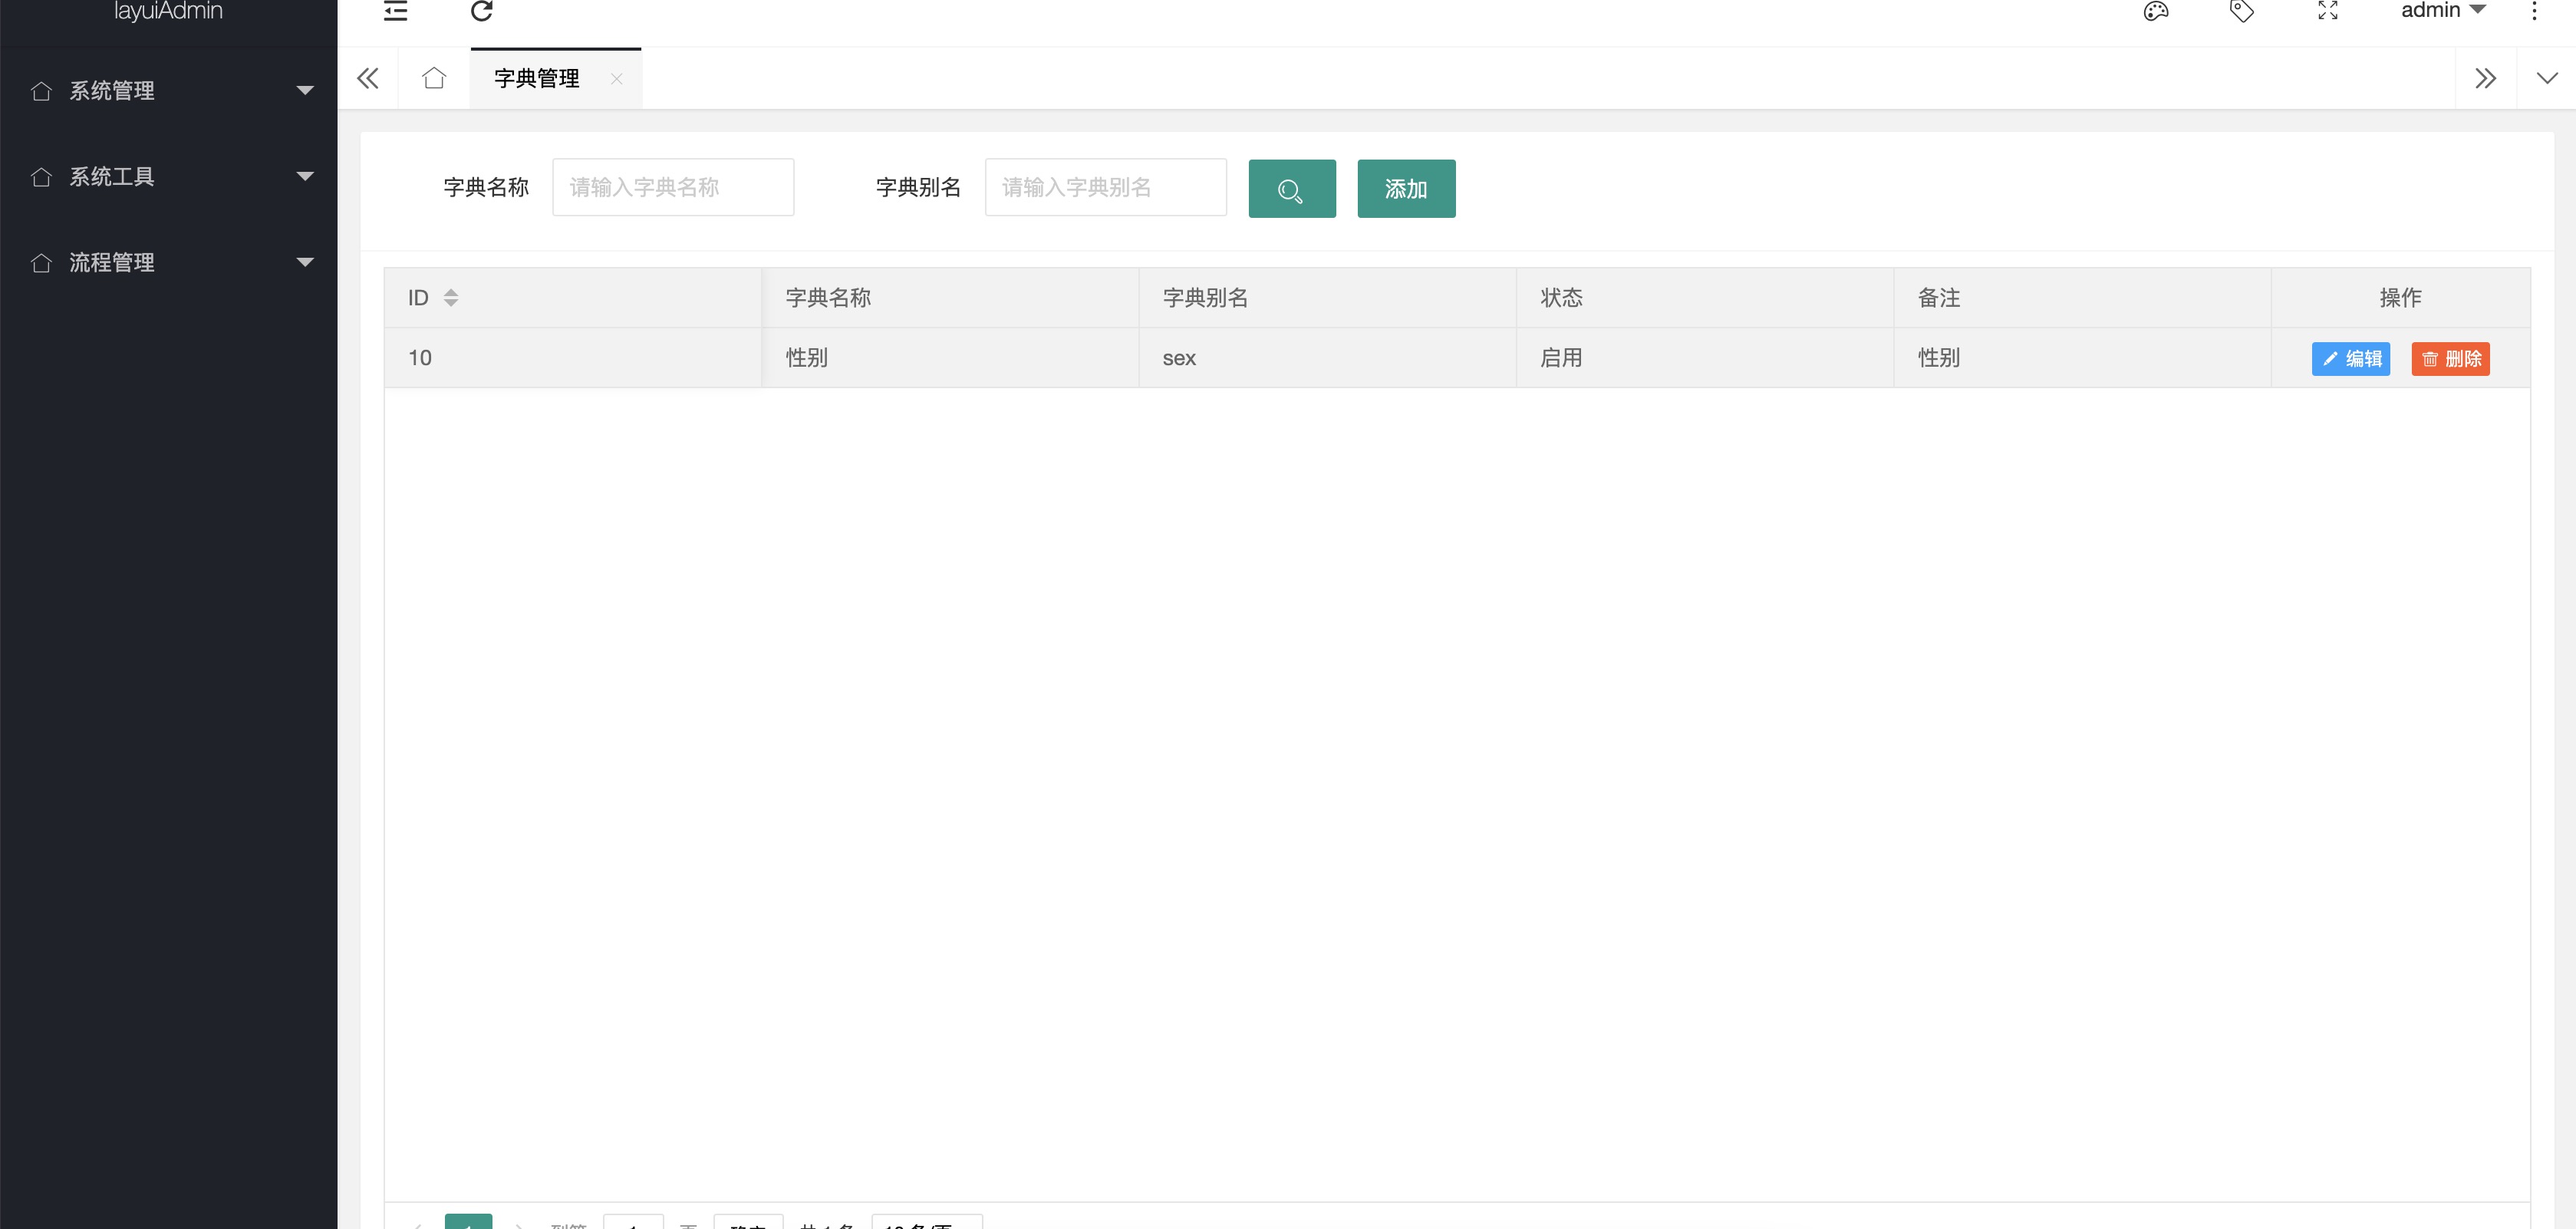 layuiAdmin
admin
系统管理
系统工具
流程管理
字典管理
字典名称 请输入字典名称 字典别名 请输入字典别名 添加
ID 字典名称 字典别名 状态 备注 操作
10 性别 sex 启用 性别 编辑 删除